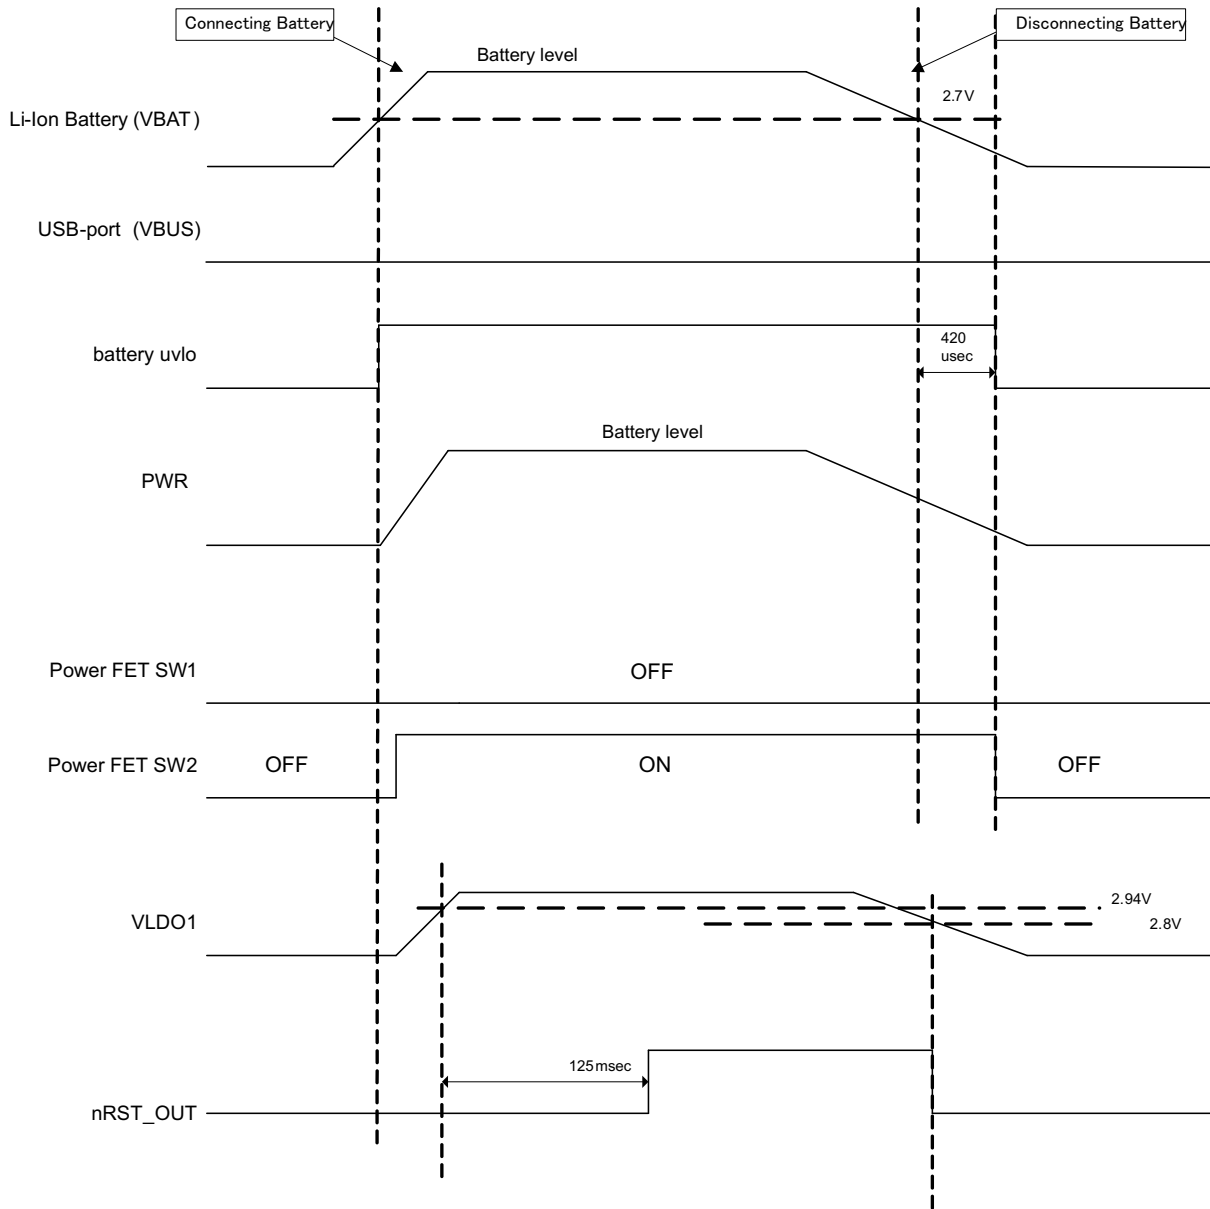 Connecting Battery
Disconnecting Battery
Battery level
2.7V
Li-Ion Battery (VBAT)
USB-port (VBUS)
battery uvlo
420
usec
Battery level
PWR
Power FET SW1
OFF
Power FET SW2
OFF
ON
OFF
2.94V
2.8V
VLDO1
125msec
nRST_OUT